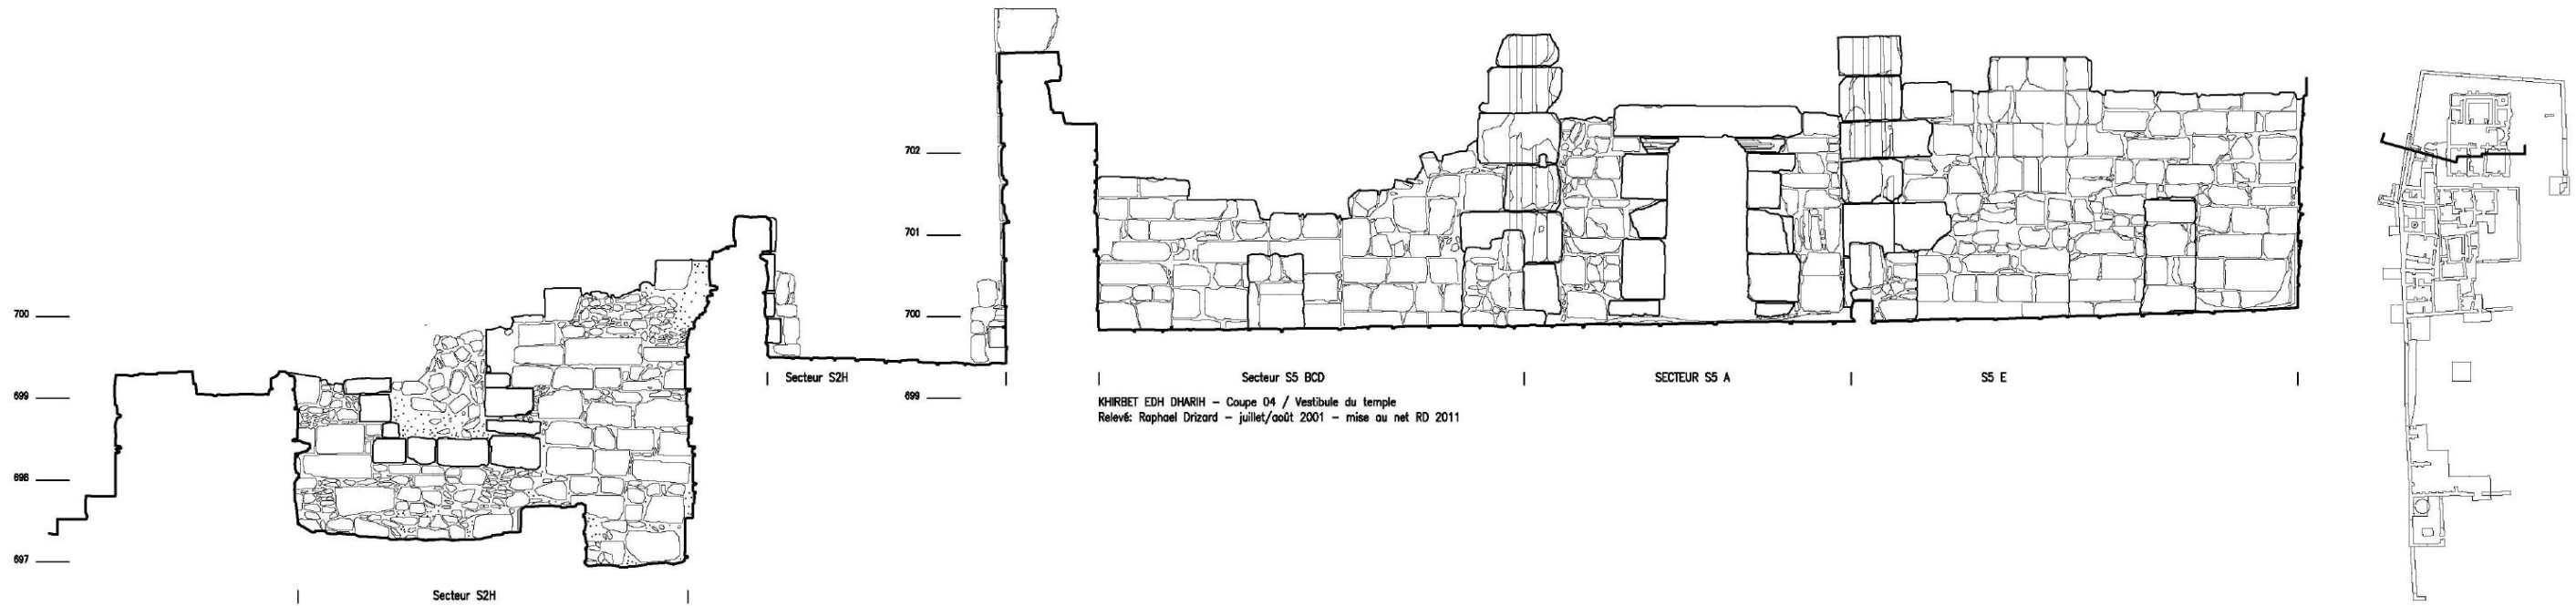 702
701
700
700
699
699
698
697
Secteur S2H
Secteur S5 BCD
SECTEUR S5 A
S5 E
KHIRBET EDH DHARIH – Coupe 04 / Vestibule du temple
Relevé: Raphael Drizard – juillet/août 2001 – mise au net RD 2011
Secteur S2H